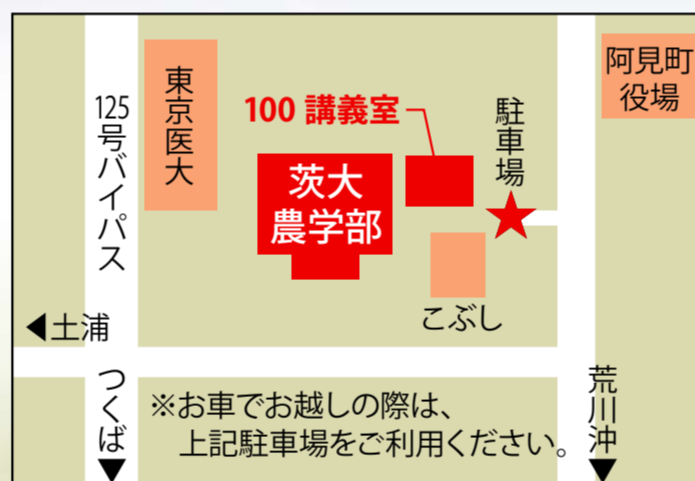 125号バイパス
東京医大
100 講義室
茨大
農学部
駐車場
阿見町
役場
こぶし
土浦
つくば
※お車でお越しの際は、
上記駐車場をご利用ください。
荒川沖